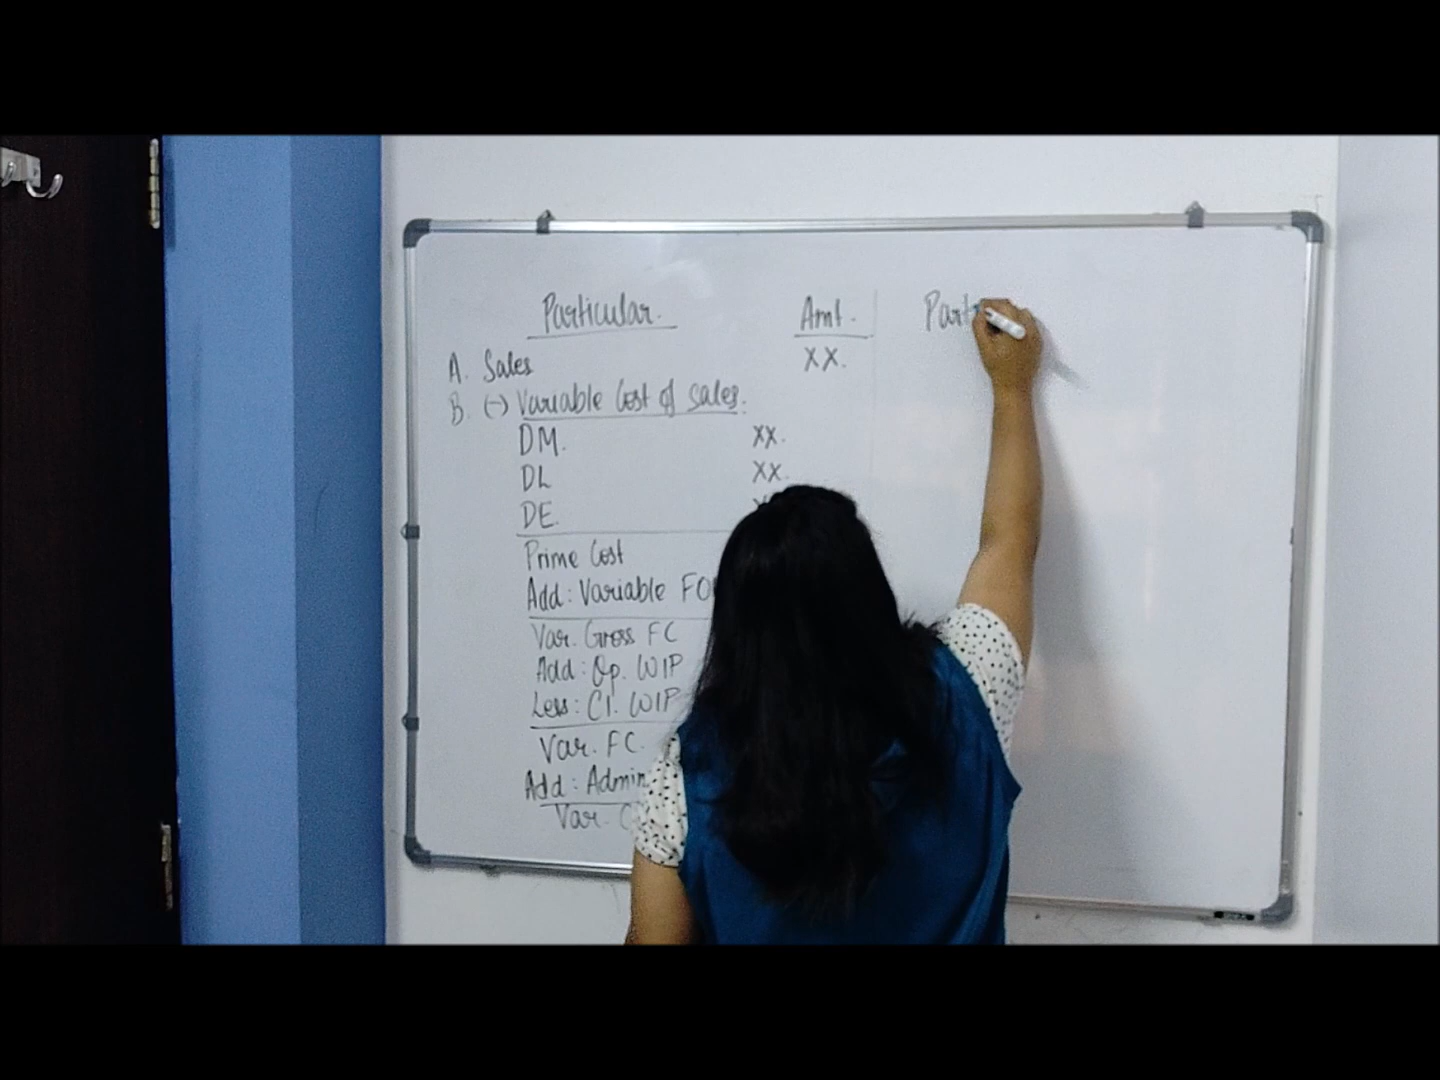 Particular. Amt. Part
A. Sales XX.
B. (-) Variable Cost of sales.
DM. XX.
DL XX.
DE.
Prime Cost
Add: Variable FO
Var. Gross FC
Add: Op. WIP
Less: Cl. WIP
Var. FC.
Add: Admin
Var. C